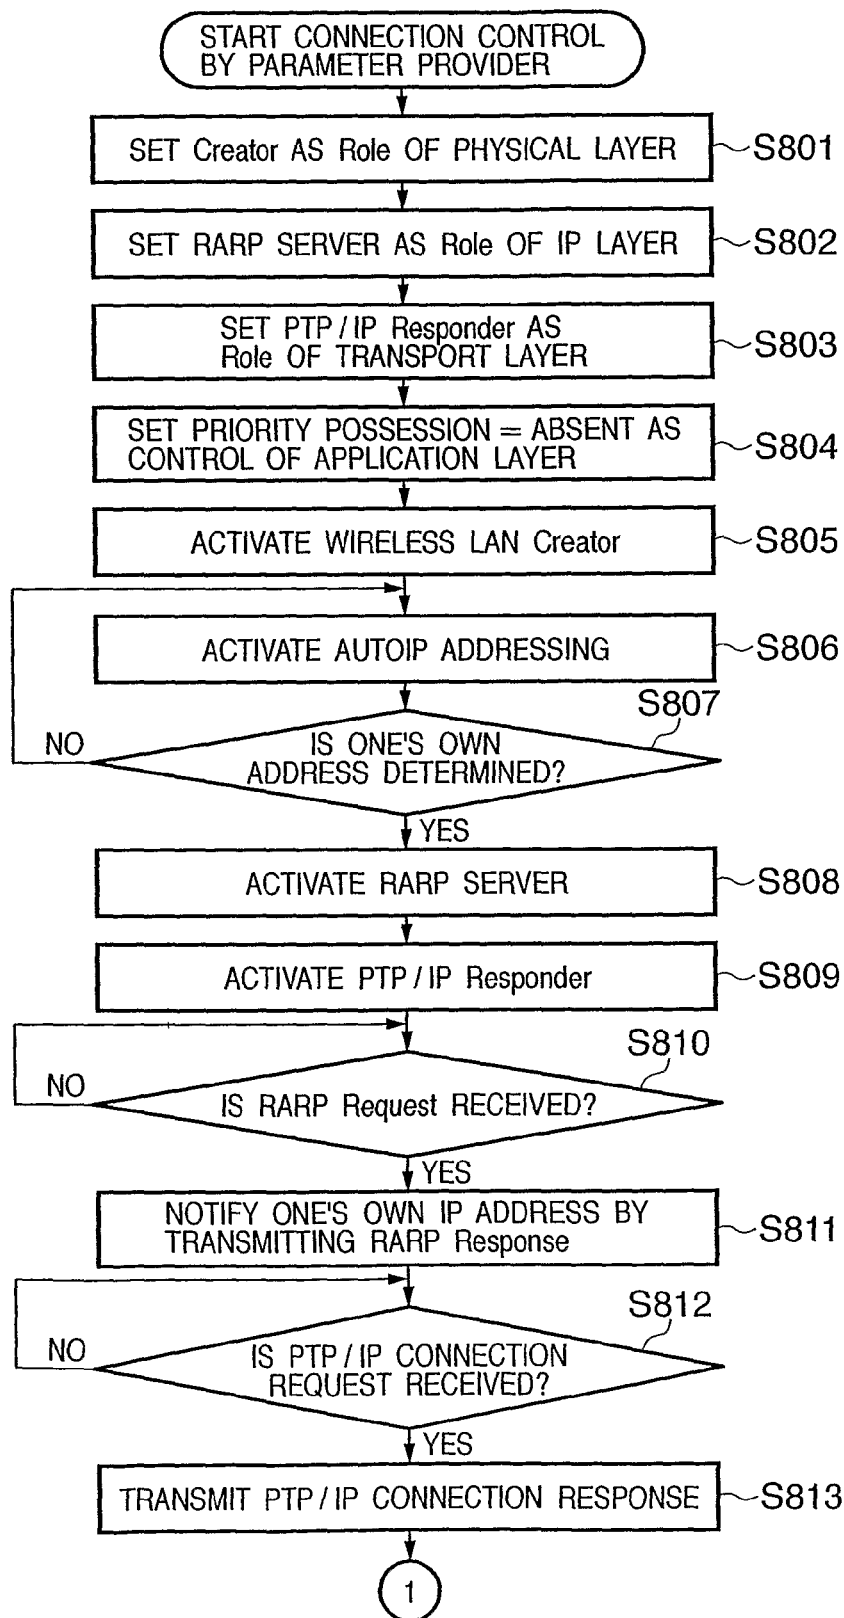 START CONNECTION CONTROL
BY PARAMETER PROVIDER
SET Creator AS Role OF PHYSICAL LAYER
S801
SET RARP SERVER AS Role OF IP LAYER
S802
SET PTP/IP Responder AS
Role OF TRANSPORT LAYER
S803
SET PRIORITY POSSESSION = ABSENT AS
CONTROL OF APPLICATION LAYER
S804
ACTIVATE WIRELESS LAN Creator
S805
ACTIVATE AUTOIP ADDRESSING
S806
S807
NO
IS ONE'S OWN
ADDRESS DETERMINED?
YES
ACTIVATE RARP SERVER
S808
ACTIVATE PTP/IP Responder
S809
S810
NO
IS RARP Request RECEIVED?
YES
NOTIFY ONE'S OWN IP ADDRESS BY
TRANSMITTING RARP Response
S811
S812
NO
IS PTP/IP CONNECTION
REQUEST RECEIVED?
YES
TRANSMIT PTP/IP CONNECTION RESPONSE
S813
1